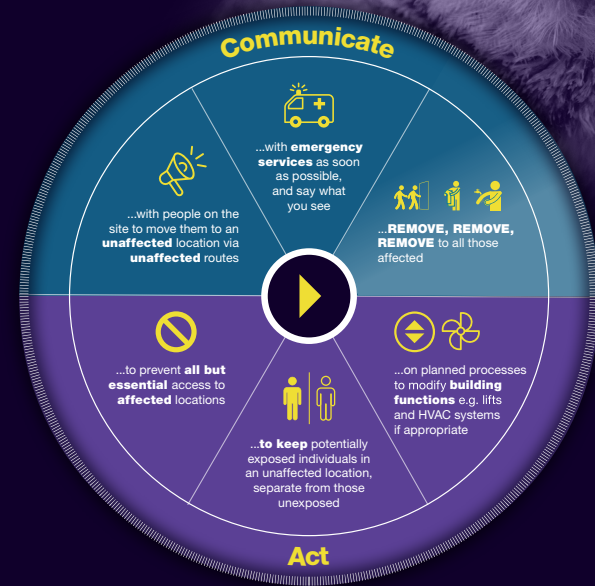 Communicate
...with people on the
site to move them to an
unaffected location via
unaffected routes
...with emergency
services as soon
as possible,
and say what
you see
...REMOVE, REMOVE,
REMOVE to all those
affected
...to prevent all but
essential access to
affected locations
...to keep potentially
exposed individuals in
an unaffected location,
separate from those
unexposed
...on planned processes
to modify building
functions e.g. lifts
and HVAC systems
if appropriate
Act